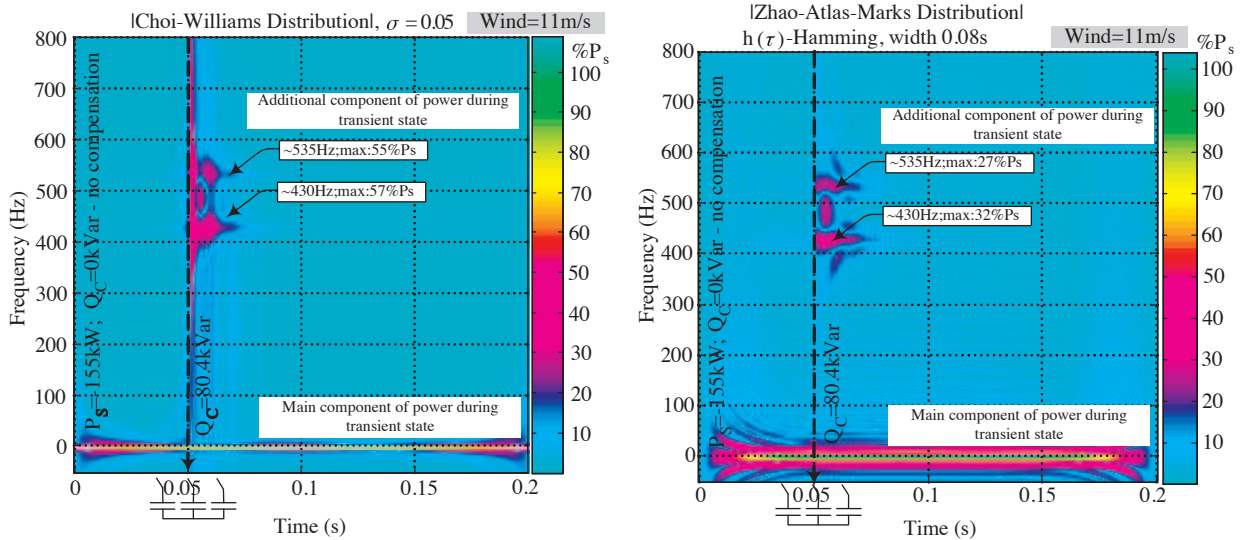 |Choi-Williams Distribution|, σ = 0.05
Wind=11m/s
%Ps
800
700
600
500
400
300
200
100
0
Frequency (Hz)
100
90
80
70
60
50
40
30
20
10
Additional component of power during
transient state
~535Hz;max:55%Ps
~430Hz;max:57%Ps
PS=-155kW; QC=0kVar - no compensation
QC=80.4kVar
Main component of power during
transient state
0
0.05
0.1
0.15
0.2
Time (s)
|Zhao-Atlas-Marks Distribution|
h(τ)-Hamming, width 0.08s
Wind=11m/s
%Ps
800
700
600
500
400
300
200
100
0
Frequency (Hz)
100
90
80
70
60
50
40
30
20
10
Additional component of power during
transient state
~535Hz;max:27%Ps
~430Hz;max:32%Ps
PS=-155kW; QC=0kVar - no compensation
QC=80.4kVar
Main component of power during
transient state
0
0.05
0.1
0.15
0.2
Time (s)